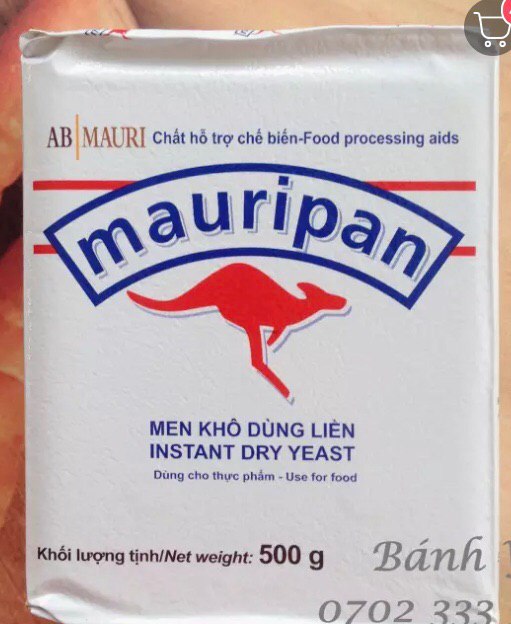 AB MAURI Chất hỗ trợ chế biến-Food processing aids
mauripan
MEN KHÔ DÙNG LIỀN
INSTANT DRY YEAST
Dùng cho thực phẩm - Use for food
Khối lượng tịnh/Net weight: 500 g
Bánh
0702 333